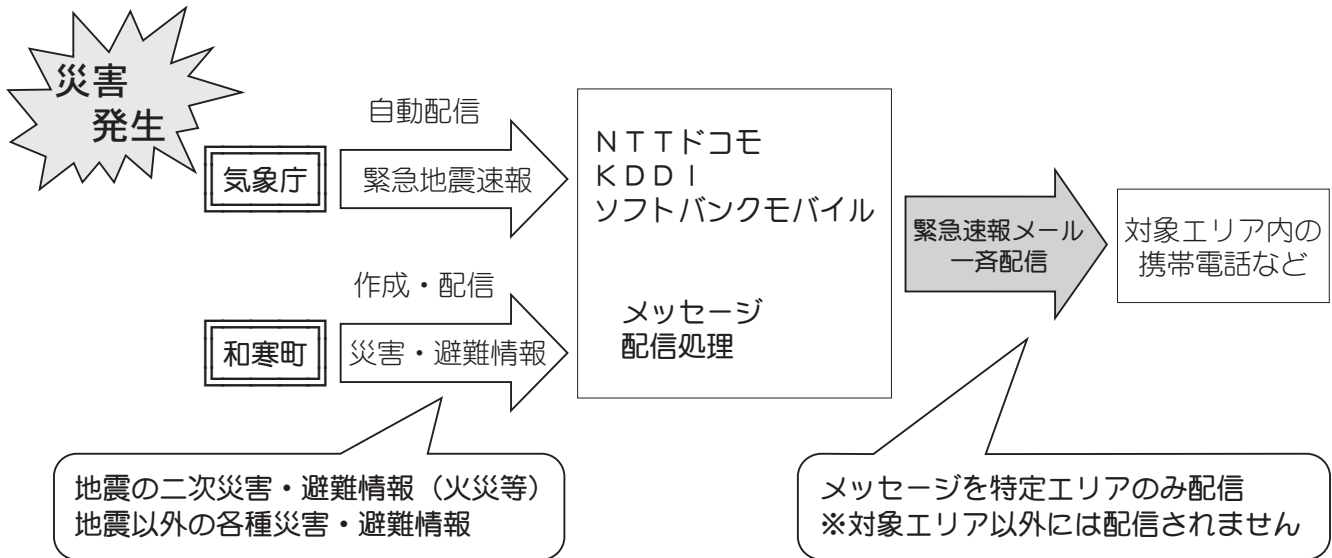 災害
発生
自動配信
気象庁
緊急地震速報
作成・配信
和寒町
災害・避難情報
ＮＴＴドコモ
ＫＤＤＩ
ソフトバンクモバイル
メッセージ
配信処理
緊急速報メール
一斉配信
対象エリア内の
携帯電話など
地震の二次災害・避難情報（火災等）
地震以外の各種災害・避難情報
メッセージを特定エリアのみ配信
※対象エリア以外には配信されません